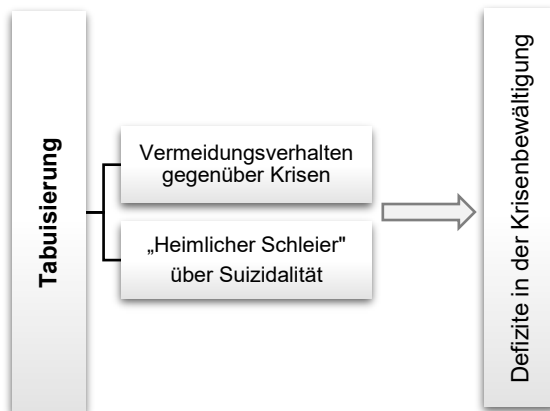 Tabuisierung
Vermeidungsverhalten
gegenüber Krisen
„Heimlicher Schleier"
über Suizidalität
Defizite in der Krisenbewältigung